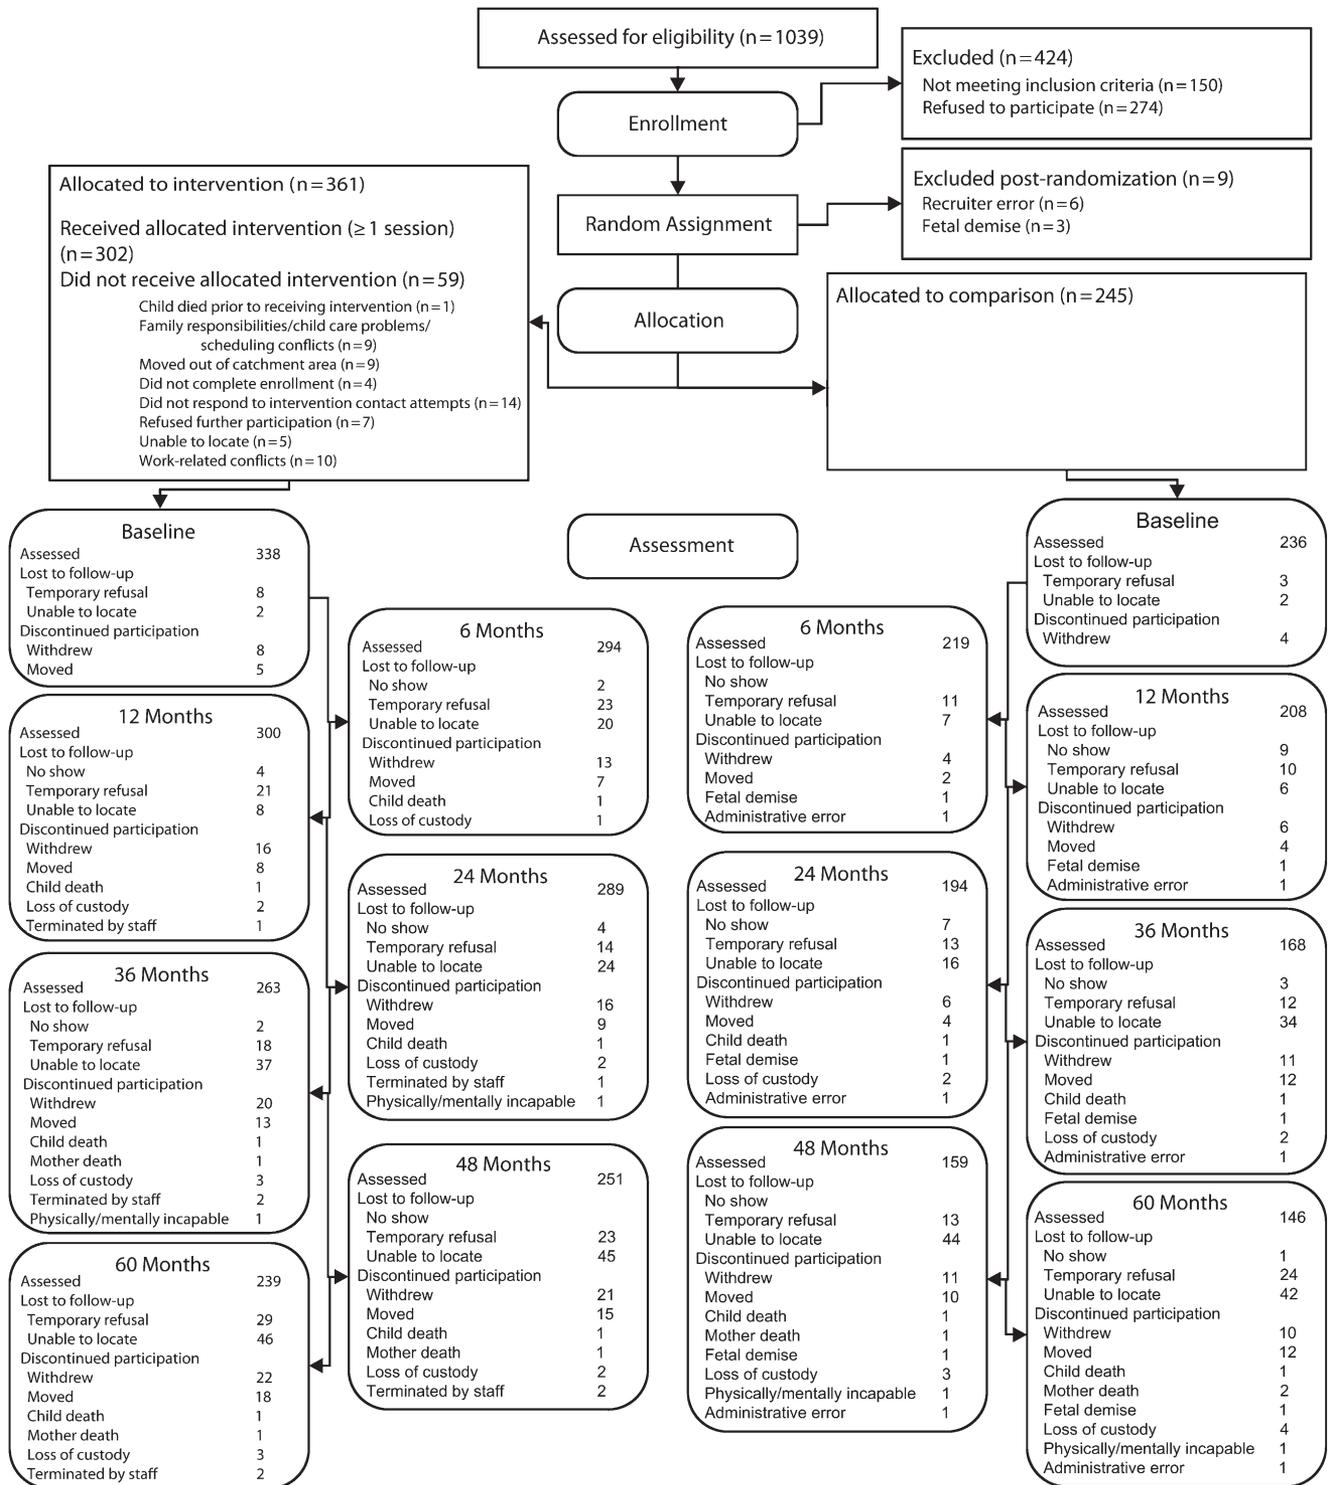 Assessed for eligibility (n=1039)
Excluded (n=424)
Not meeting inclusion criteria (n=150)
Refused to participate (n=274)
Enrollment
Excluded post-randomization (n=9)
Recruiter error (n=6)
Fetal demise (n=3)
Random Assignment
Allocated to intervention (n=361)
Received allocated intervention (≥1 session)
(n=302)
Did not receive allocated intervention (n=59)
Child died prior to receiving intervention (n=1)
Family responsibilities/child care problems/
scheduling conflicts (n=9)
Moved out of catchment area (n=9)
Did not complete enrollment (n=4)
Did not respond to intervention contact attempts (n=14)
Refused further participation (n=7)
Unable to locate (n=5)
Work-related conflicts (n=10)
Allocation
Allocated to comparison (n=245)
Assessment
Baseline
Assessed 338
Lost to follow-up
Temporary refusal 8
Unable to locate 2
Discontinued participation
Withdrew 8
Moved 5
6 Months
Assessed 294
Lost to follow-up
No show 2
Temporary refusal 23
Unable to locate 20
Discontinued participation
Withdrew 13
Moved 7
Child death 1
Loss of custody 1
12 Months
Assessed 300
Lost to follow-up
No show 4
Temporary refusal 21
Unable to locate 8
Discontinued participation
Withdrew 16
Moved 8
Child death 1
Loss of custody 2
Terminated by staff 1
24 Months
Assessed 289
Lost to follow-up
No show 4
Temporary refusal 14
Unable to locate 24
Discontinued participation
Withdrew 16
Moved 9
Child death 1
Loss of custody 2
Terminated by staff 1
Physically/mentally incapable 1
36 Months
Assessed 263
Lost to follow-up
No show 2
Temporary refusal 18
Unable to locate 37
Discontinued participation
Withdrew 20
Moved 13
Child death 1
Mother death 1
Loss of custody 3
Terminated by staff 2
Physically/mentally incapable 1
48 Months
Assessed 251
Lost to follow-up
No show
Temporary refusal 23
Unable to locate 45
Discontinued participation
Withdrew 21
Moved 15
Child death 1
Mother death 1
Loss of custody 2
Terminated by staff 2
60 Months
Assessed 239
Lost to follow-up
Temporary refusal 29
Unable to locate 46
Discontinued participation
Withdrew 22
Moved 18
Child death 1
Mother death 1
Loss of custody 3
Terminated by staff 2
Baseline
Assessed 236
Lost to follow-up
Temporary refusal 3
Unable to locate 2
Discontinued participation
Withdrew 4
6 Months
Assessed 219
Lost to follow-up
No show
Temporary refusal 11
Unable to locate 7
Discontinued participation
Withdrew 4
Moved 2
Fetal demise 1
Administrative error 1
12 Months
Assessed 208
Lost to follow-up
No show 9
Temporary refusal 10
Unable to locate 6
Discontinued participation
Withdrew 6
Moved 4
Fetal demise 1
Administrative error 1
24 Months
Assessed 194
Lost to follow-up
No show 7
Temporary refusal 13
Unable to locate 16
Discontinued participation
Withdrew 6
Moved 4
Child death 1
Fetal demise 1
Loss of custody 2
Administrative error 1
36 Months
Assessed 168
Lost to follow-up
No show 3
Temporary refusal 12
Unable to locate 34
Discontinued participation
Withdrew 11
Moved 12
Child death 1
Fetal demise 1
Loss of custody 2
Administrative error 1
48 Months
Assessed 159
Lost to follow-up
No show
Temporary refusal 13
Unable to locate 44
Discontinued participation
Withdrew 11
Moved 10
Child death 1
Mother death 1
Fetal demise 1
Loss of custody 3
Physically/mentally incapable 1
Administrative error 1
60 Months
Assessed 146
Lost to follow-up
No show 1
Temporary refusal 24
Unable to locate 42
Discontinued participation
Withdrew 10
Moved 12
Child death 1
Mother death 2
Fetal demise 1
Loss of custody 4
Physically/mentally incapable 1
Administrative error 1